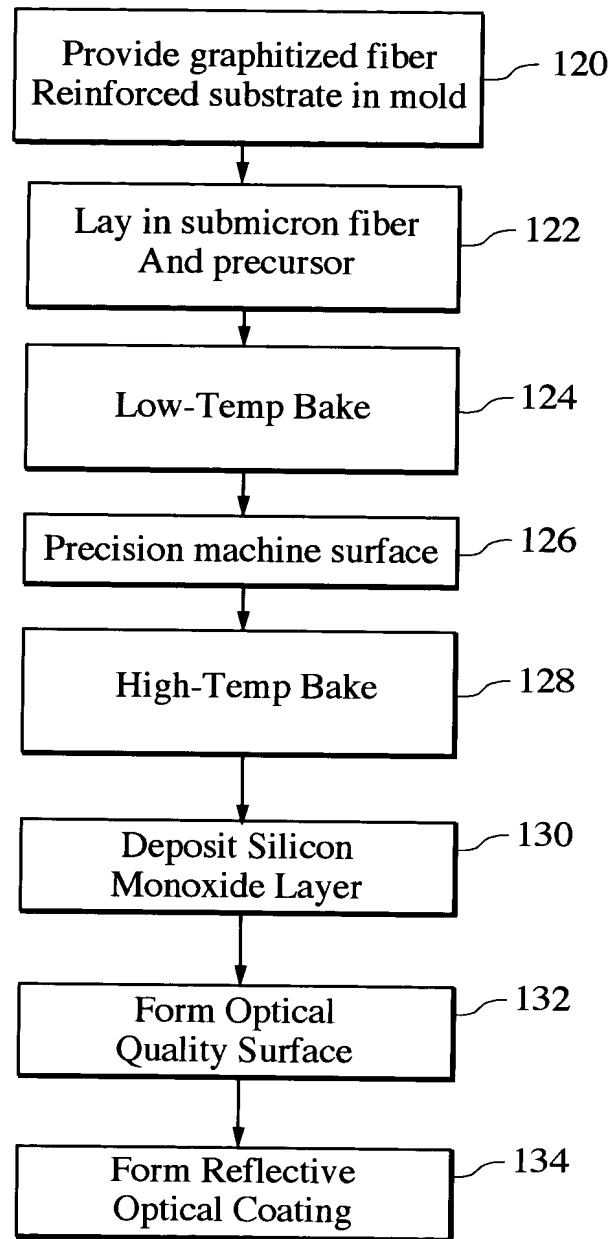 Provide graphitized fiber
Reinforced substrate in mold
120
Lay in submicron fiber
And precursor
122
Low-Temp Bake
124
Precision machine surface
126
High-Temp Bake
128
Deposit Silicon
Monoxide Layer
130
Form Optical
Quality Surface
132
Form Reflective
Optical Coating
134